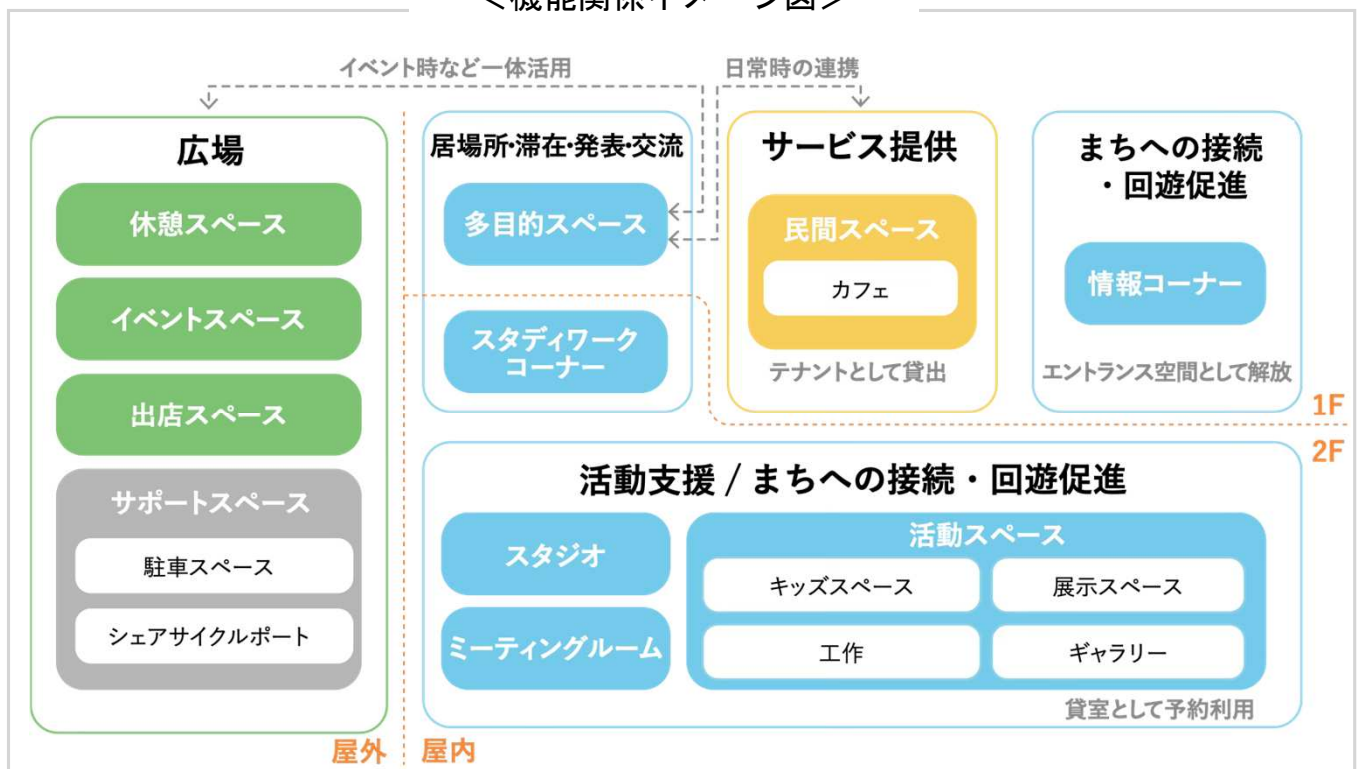 ＜機能関係イメージ図＞
イベント時など一体活用
日常時の連携
広場
休憩スペース
イベントスペース
出店スペース
サポートスペース
駐車スペース
シェアサイクルポート
居場所・滞在・発表・交流
多目的スペース
スタディワーク
コーナー
サービス提供
民間スペース
カフェ
テナントとして貸出
まちへの接続
・回遊促進
情報コーナー
エントランス空間として解放
1F
2F
活動支援 / まちへの接続・回遊促進
スタジオ
ミーティングルーム
活動スペース
キッズスペース
展示スペース
工作
ギャラリー
貸室として予約利用
屋外
屋内